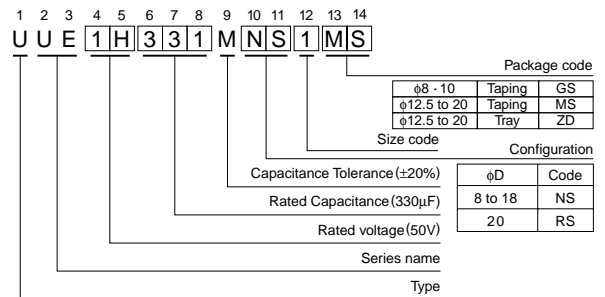 1 2 3 4 5 6 7 8 9 10 11 12 13 14
U U E 1 H 3 3 1 M N S 1 M S
Package code
ϕ8 · 10 Taping GS
ϕ12.5 to 20 Taping MS
ϕ12.5 to 20 Tray ZD
Size code
Configuration
ϕD Code
8 to 18 NS
20 RS
Capacitance Tolerance (±20%)
Rated Capacitance (330µF)
Rated voltage (50V)
Series name
Type